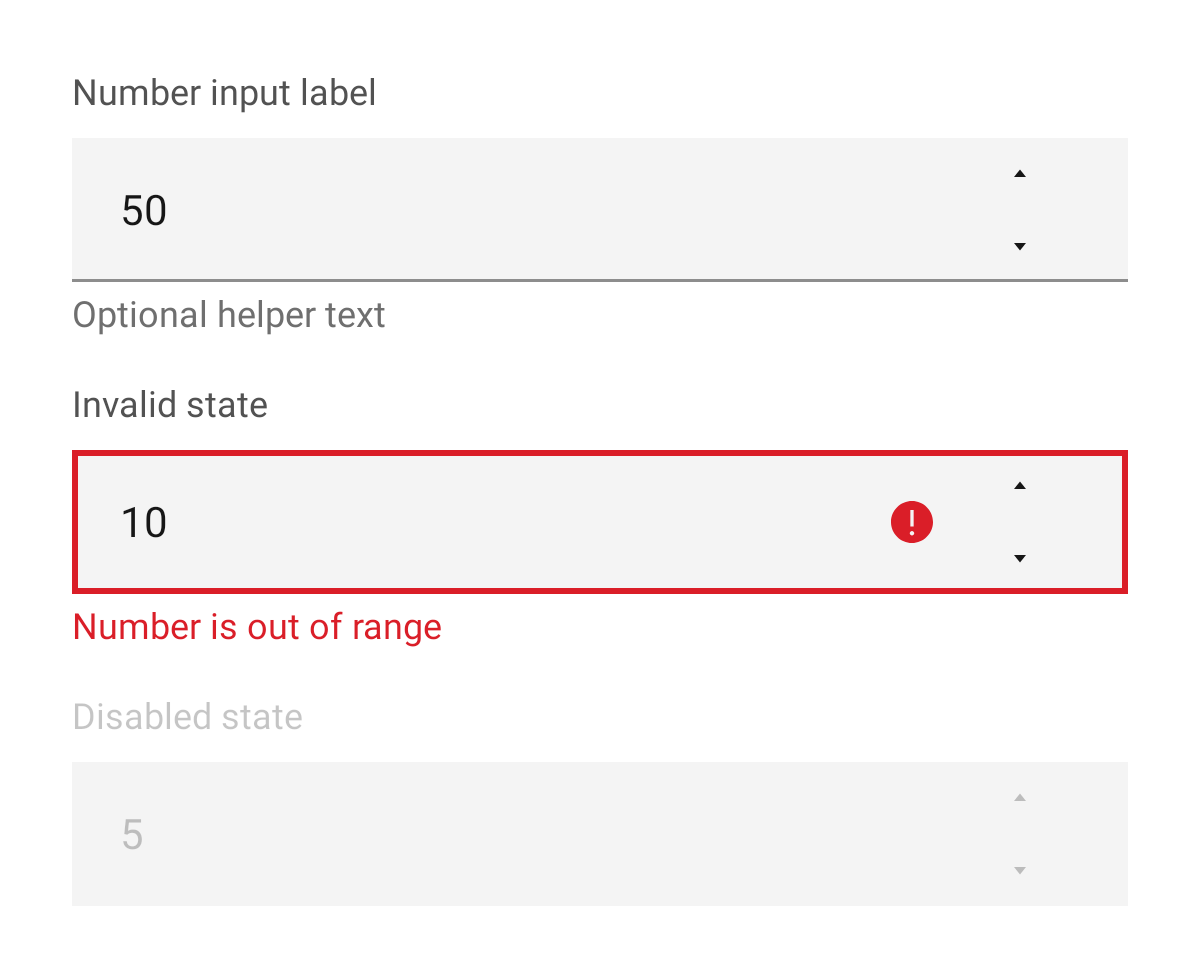 Number input label
50
Optional helper text
Invalid state
10
Number is out of range
Disabled state
5